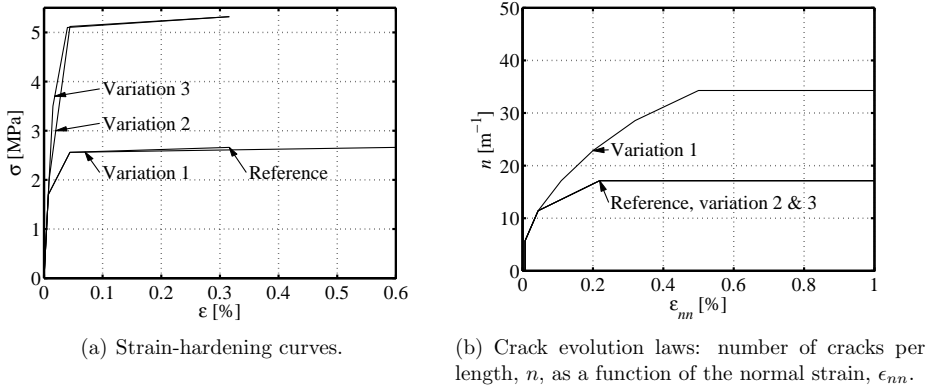 5
4
3
2
1
0
σ [MPa]
Variation 3
Variation 2
Variation 1
Reference
0 0.1 0.2 0.3 0.4 0.5 0.6
ε [%]
(a) Strain-hardening curves.
50
40
30
20
10
0
n [m⁻¹]
Variation 1
Reference, variation 2 & 3
0 0.2 0.4 0.6 0.8 1
εₙₙ [%]
(b) Crack evolution laws: number of cracks per
length, n, as a function of the normal strain, ϵₙₙ.